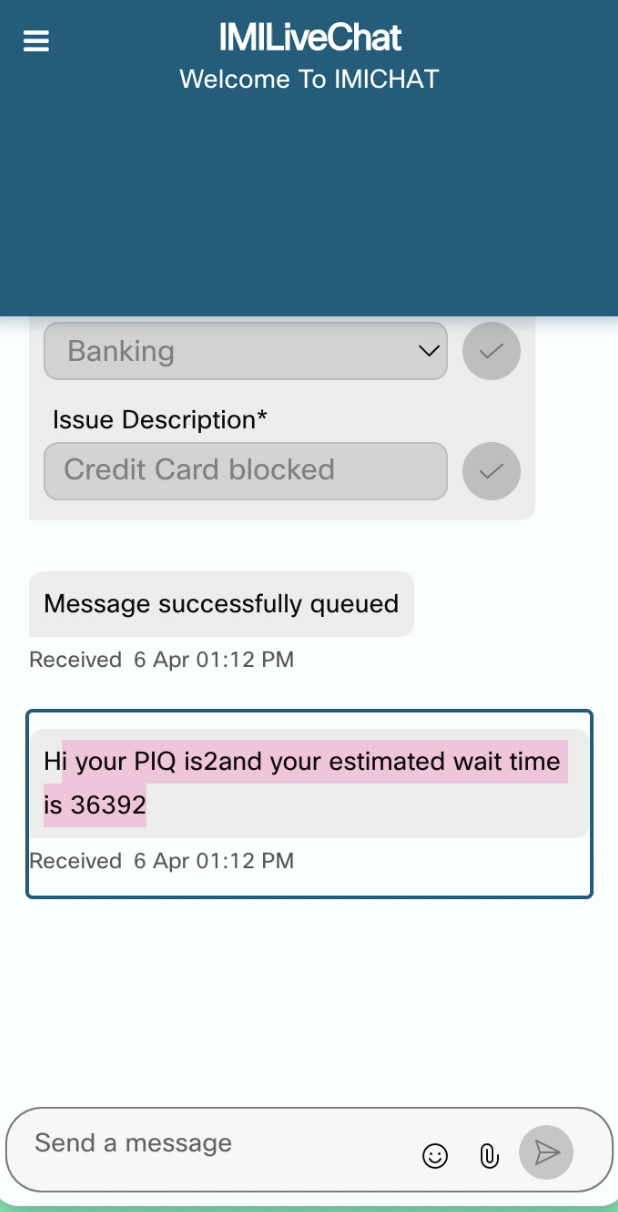 IMILiveChat
Welcome To IMICHAT
Banking
Issue Description*
Credit Card blocked
Message successfully queued
Received 6 Apr 01:12 PM
Hi your PIQ is2and your estimated wait time
is 36392
Received 6 Apr 01:12 PM
Send a message